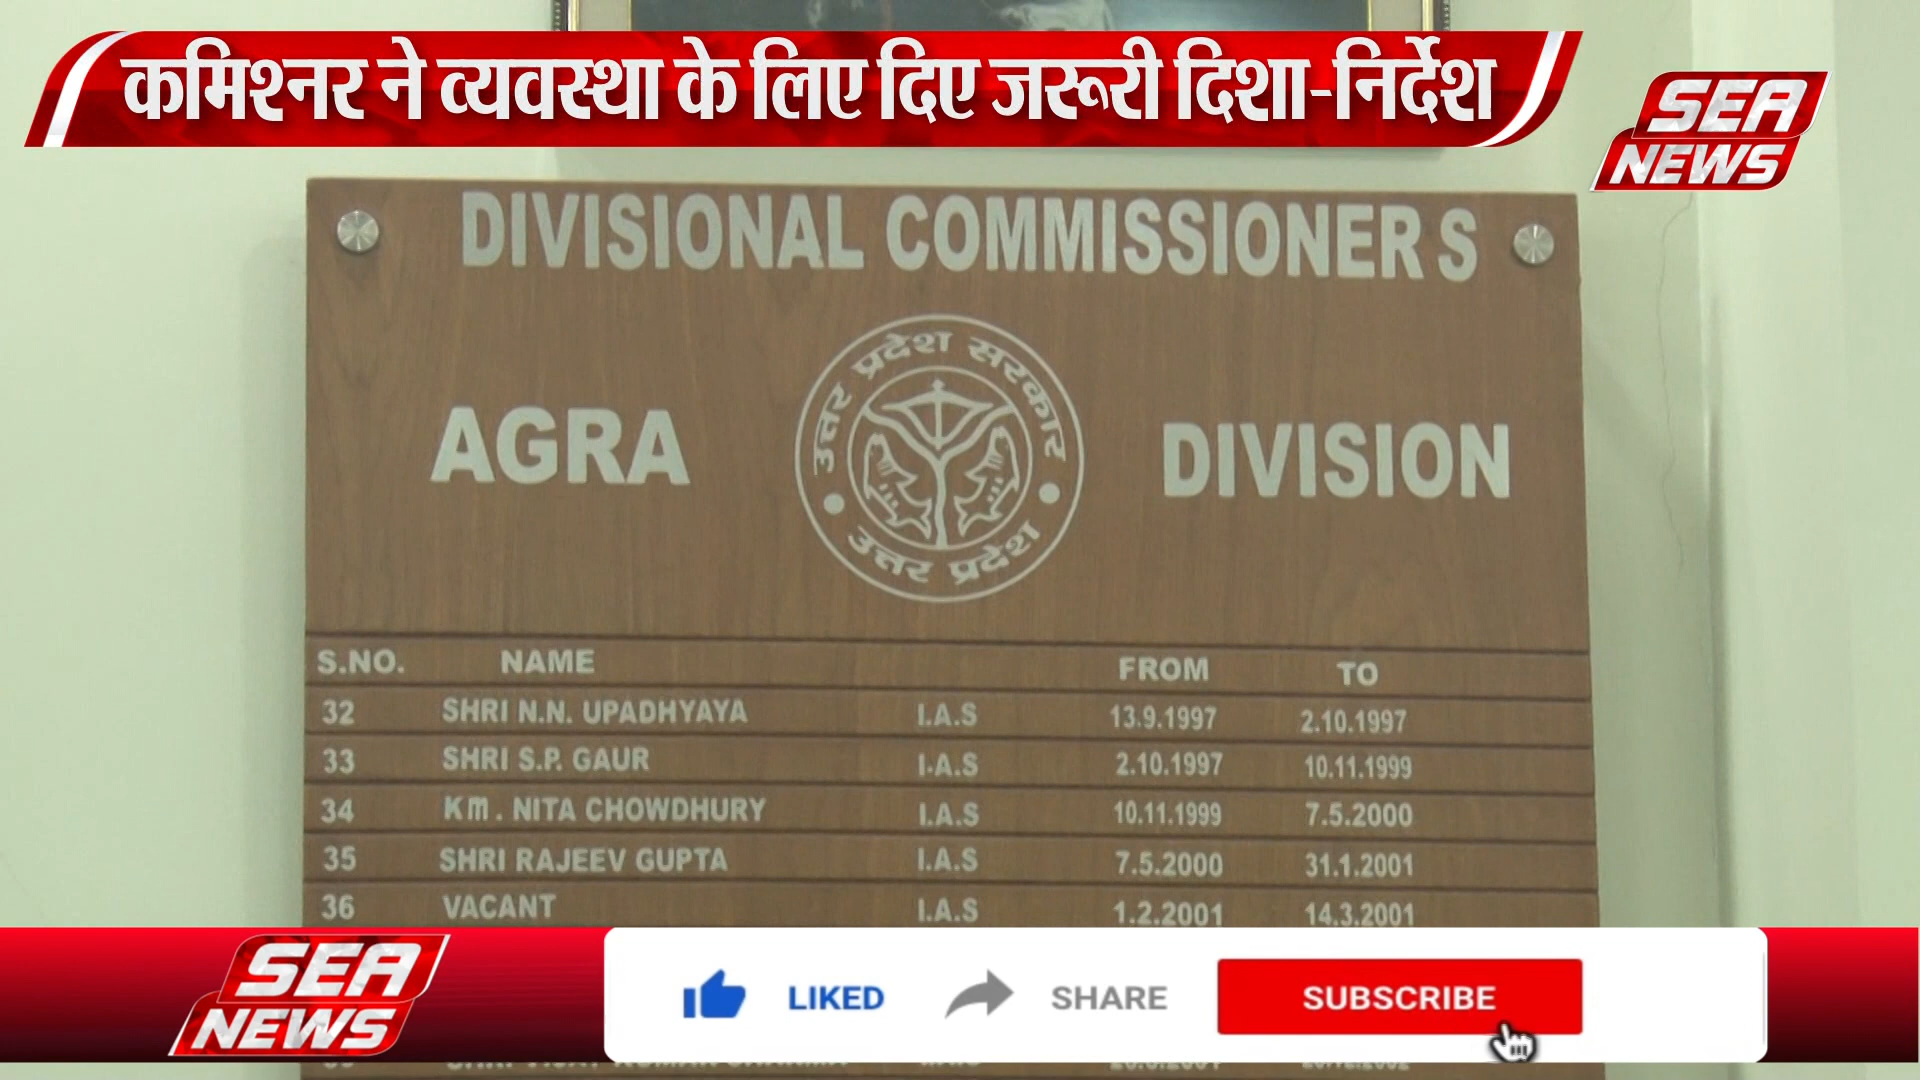 कमिश्नर ने व्यवस्था के लिए दिए जरूरी दिशा-निर्देश
SEA
NEWS
DIVISIONAL COMMISSIONERS
उत्तर प्रदेश सरकार
AGRA DIVISION
उत्तर प्रदेश
S.NO. NAME FROM TO
32 SHRI N.N. UPADHYAYA I.A.S 13.9.1997 2.10.1997
33 SHRI S.P. GAUR I.A.S 2.10.1997 10.11.1999
34 Km. NITA CHOWDHURY I.A.S 10.11.1999 7.5.2000
35 SHRI RAJEEV GUPTA I.A.S 7.5.2000 31.1.2001
36 VACANT I.A.S 1.2.2001 14.3.2001
SEA
NEWS
LIKED SHARE SUBSCRIBE